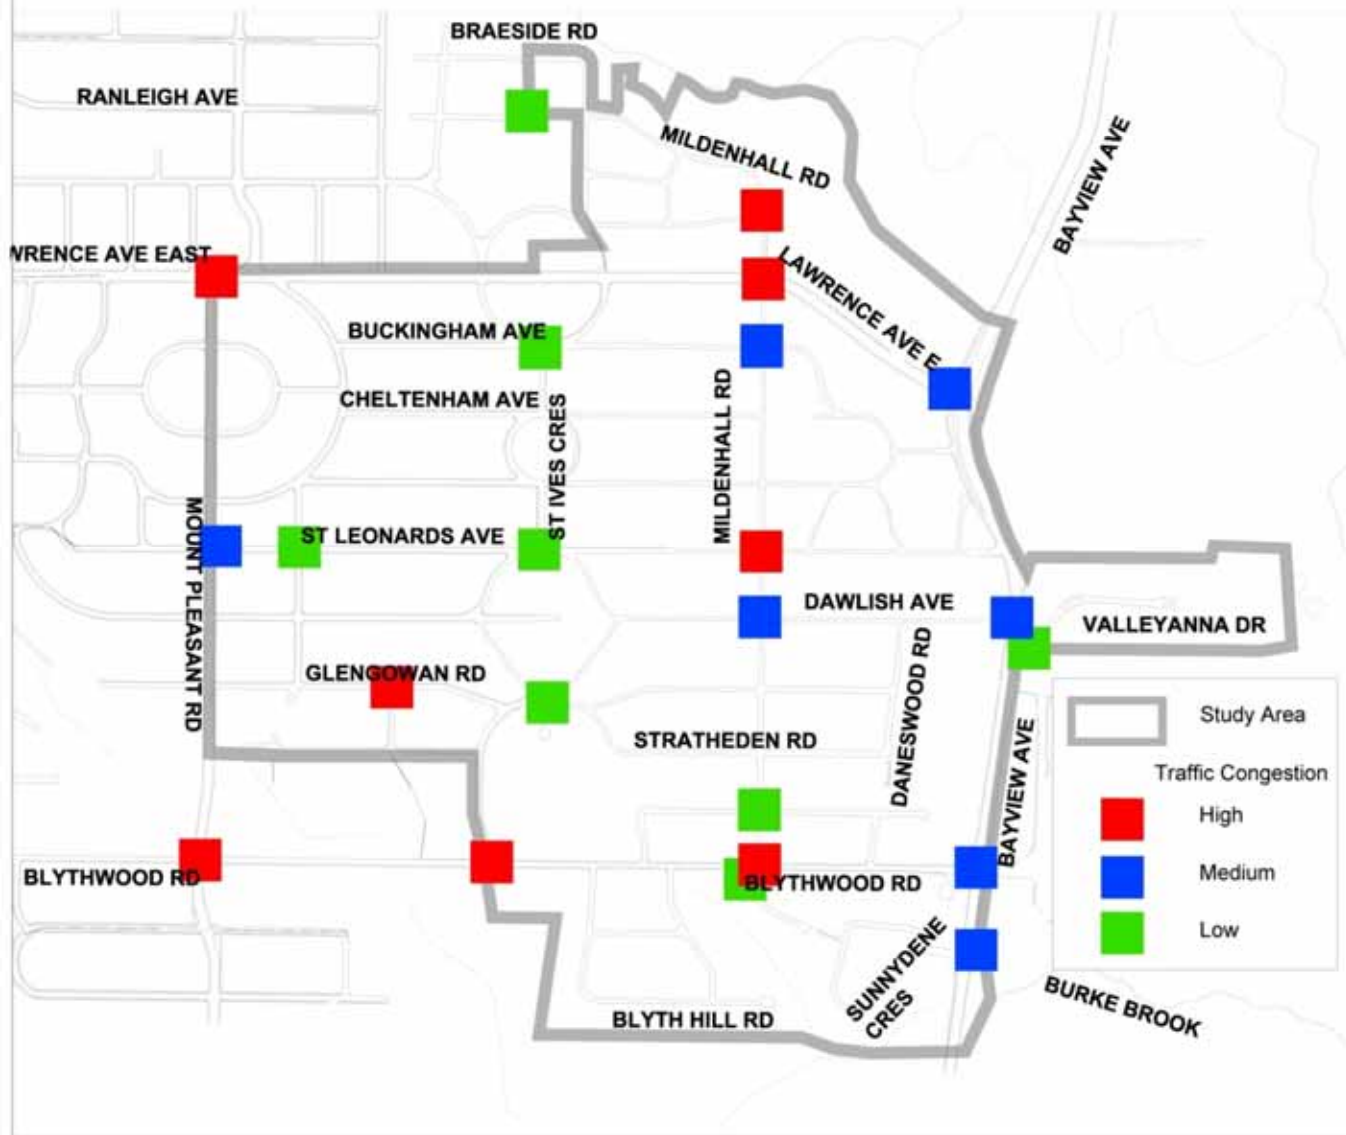 BRAESIDE RD
RANLEIGH AVE
MILDENHALL RD
BAYVIEW AVE
WRENCE AVE EAST
LAWRENCE AVE E
BUCKINGHAM AVE
CHELTENHAM AVE
ST IVES CRES
MILDENHALL RD
MOUNT PLEASANT RD
ST LEONARDS AVE
DAWLISH AVE
VALLEYANNA DR
DANESWOOD RD
GLENGOWAN RD
STRATHEDEN RD
BAYVIEW AVE
Study Area
Traffic Congestion
High
Medium
Low
BLYTHWOOD RD
BLYTHWOOD RD
SUNNYDENE
CRES
BURKE BROOK
BLYTH HILL RD